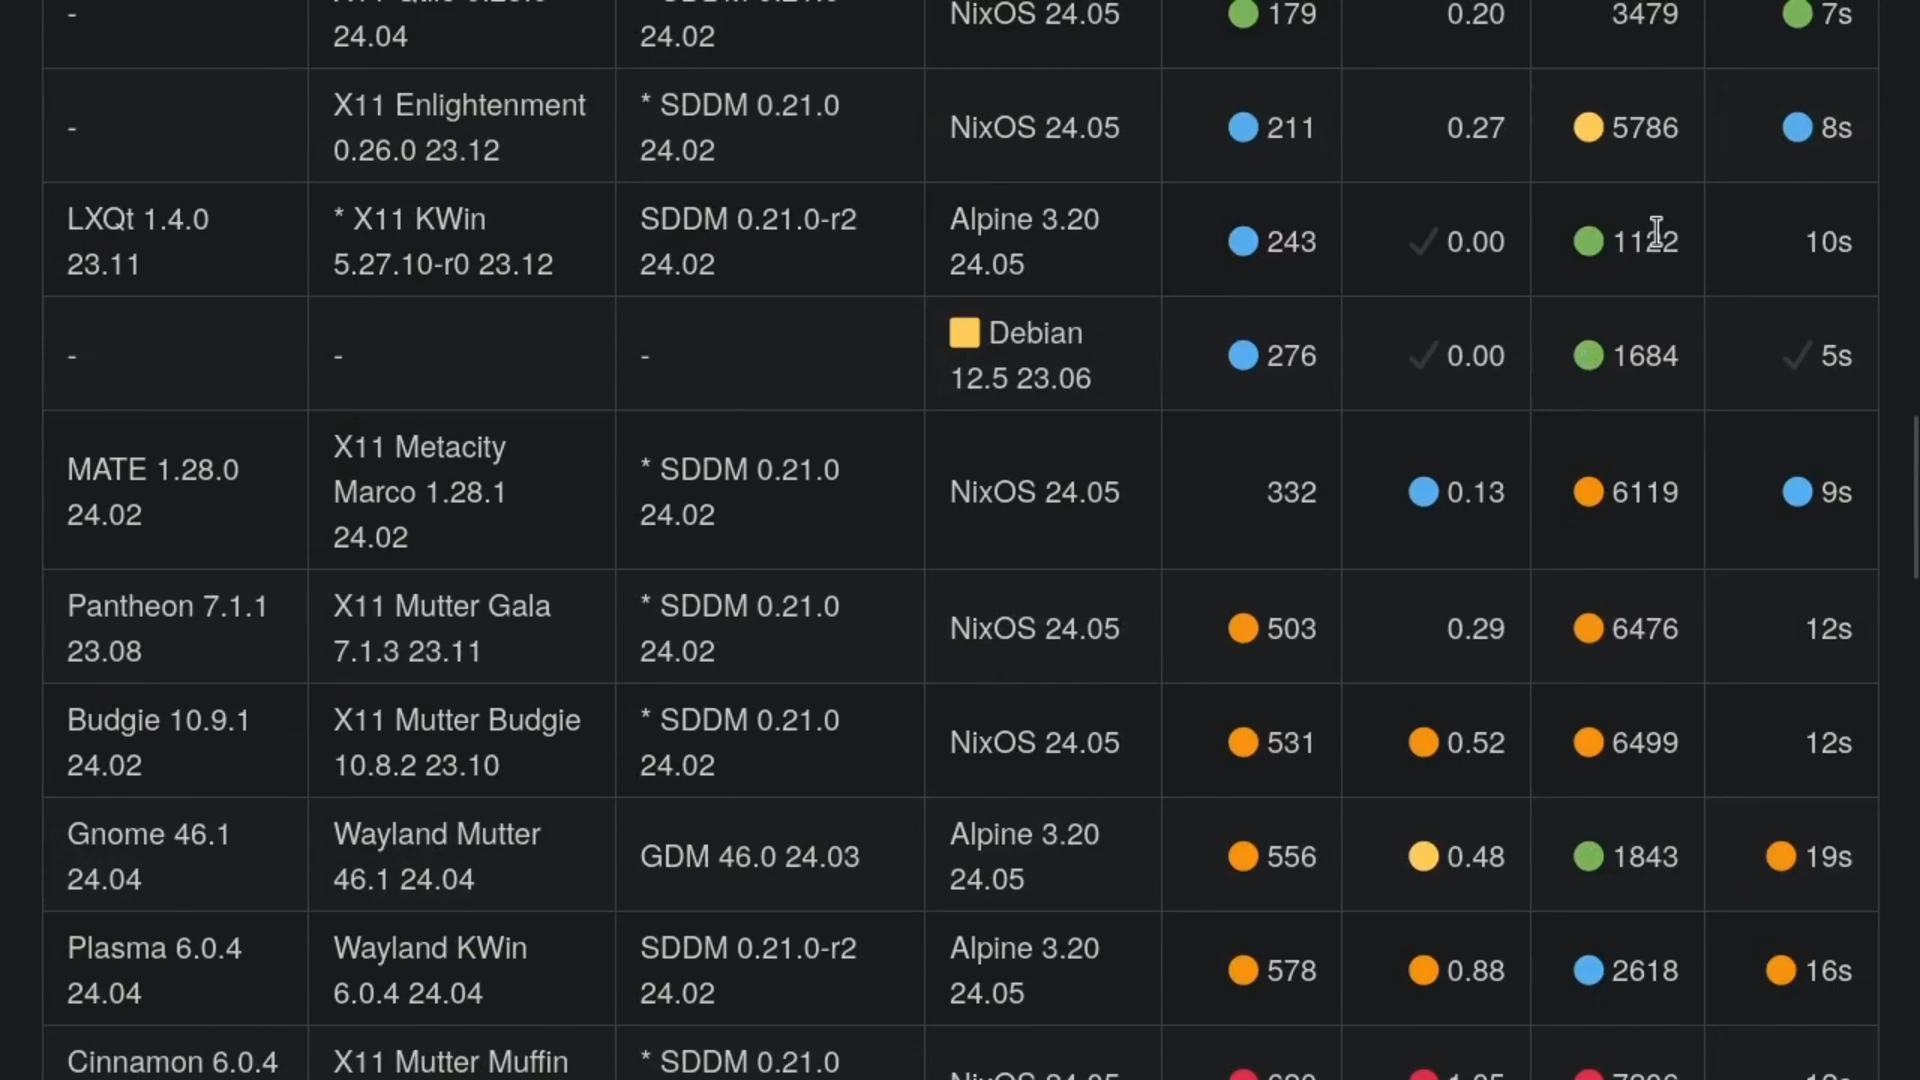 -
24.04
24.02
NixOS 24.05
179
0.20
3479
7s
-
X11 Enlightenment
0.26.0 23.12
* SDDM 0.21.0
24.02
NixOS 24.05
211
0.27
5786
8s
LXQt 1.4.0
23.11
* X11 KWin
5.27.10-r0 23.12
SDDM 0.21.0-r2
24.02
Alpine 3.20
24.05
243
0.00
1122
10s
-
-
-
Debian
12.5 23.06
276
0.00
1684
5s
MATE 1.28.0
24.02
X11 Metacity
Marco 1.28.1
24.02
* SDDM 0.21.0
24.02
NixOS 24.05
332
0.13
6119
9s
Pantheon 7.1.1
23.08
X11 Mutter Gala
7.1.3 23.11
* SDDM 0.21.0
24.02
NixOS 24.05
503
0.29
6476
12s
Budgie 10.9.1
24.02
X11 Mutter Budgie
10.8.2 23.10
* SDDM 0.21.0
24.02
NixOS 24.05
531
0.52
6499
12s
Gnome 46.1
24.04
Wayland Mutter
46.1 24.04
GDM 46.0 24.03
Alpine 3.20
24.05
556
0.48
1843
19s
Plasma 6.0.4
24.04
Wayland KWin
6.0.4 24.04
SDDM 0.21.0-r2
24.02
Alpine 3.20
24.05
578
0.88
2618
16s
Cinnamon 6.0.4
X11 Mutter Muffin
* SDDM 0.21.0
NixOS 24.05